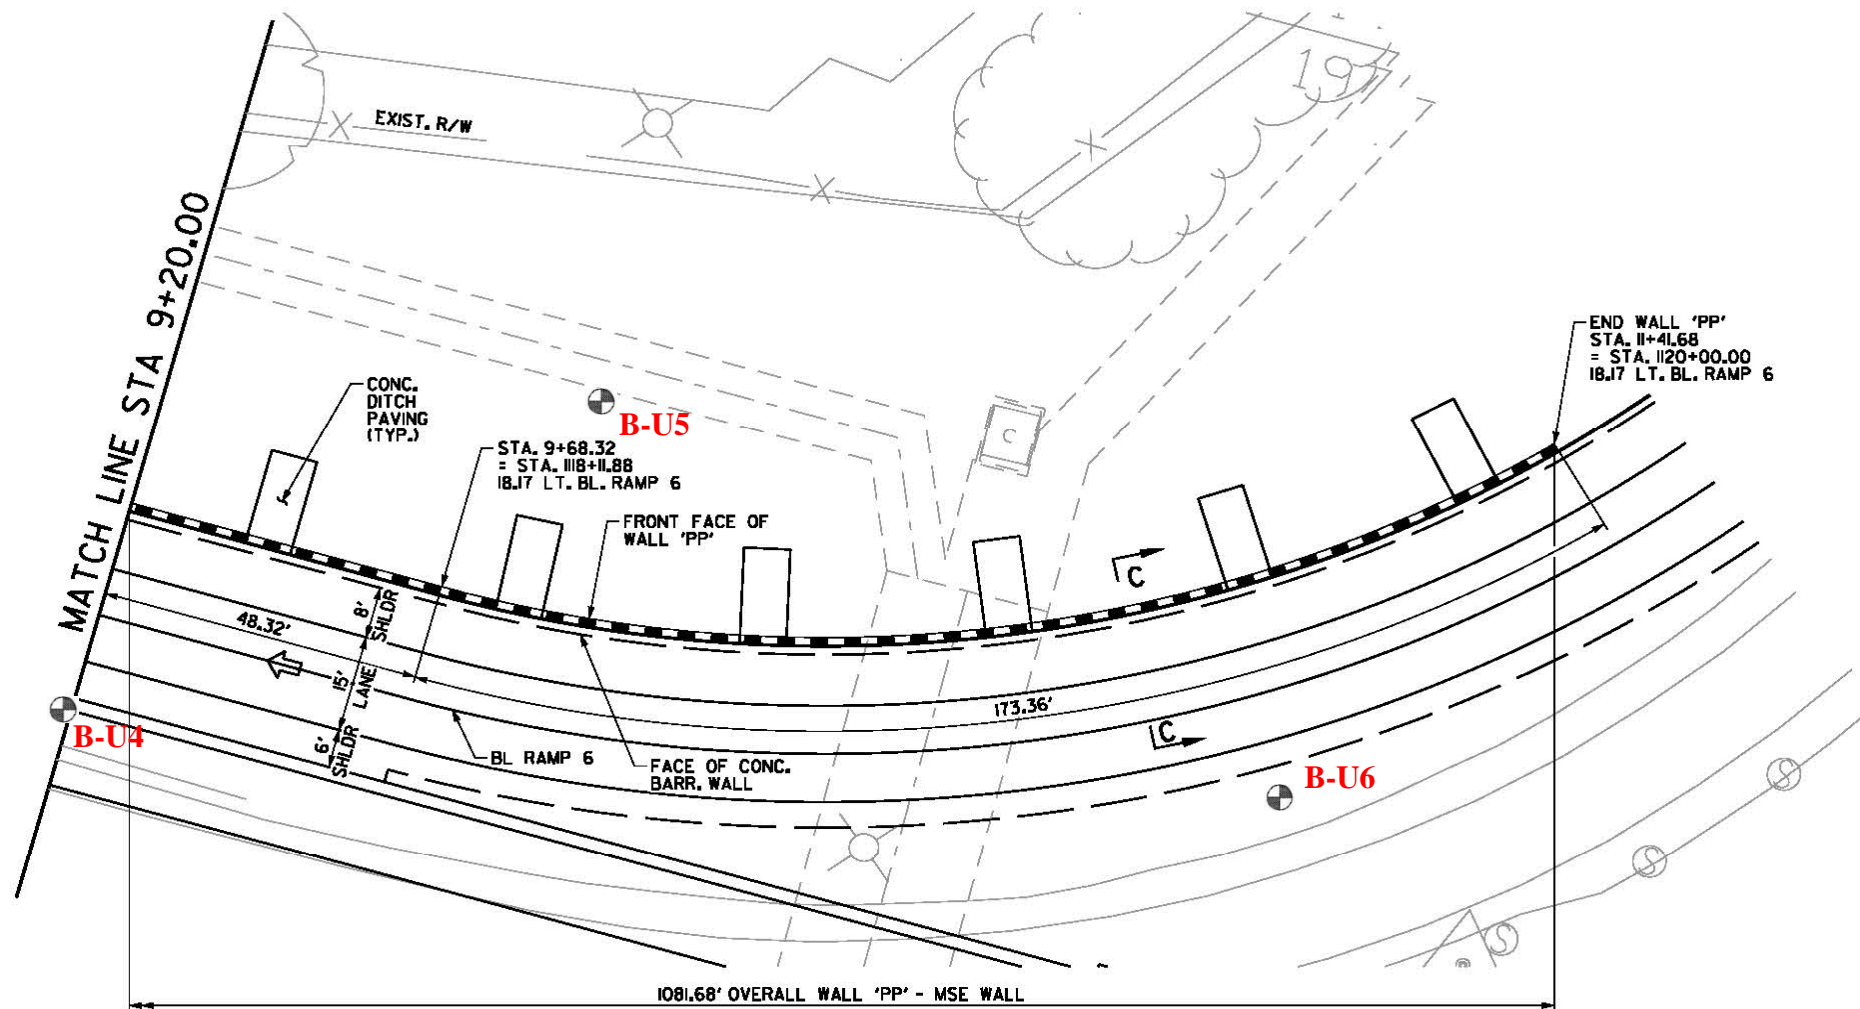 EXIST. R/W
19
MATCH LINE STA 9+20.00
CONC.
DITCH
PAVING
(TYP.)
B-U5
STA. 9+68.32
= STA. 1118+11.88
18.17 LT. BL. RAMP 6
FRONT FACE OF
WALL 'PP'
C
END WALL 'PP'
STA. 11+41.68
= STA. 1120+00.00
18.17 LT. BL. RAMP 6
C
48.32'
8'
SHLDR
15'
LANE
6'
SHLDR
173.36'
C
B-U4
BL RAMP 6
FACE OF CONC.
BARR. WALL
B-U6
S
S
S
1081.68' OVERALL WALL 'PP' - MSE WALL